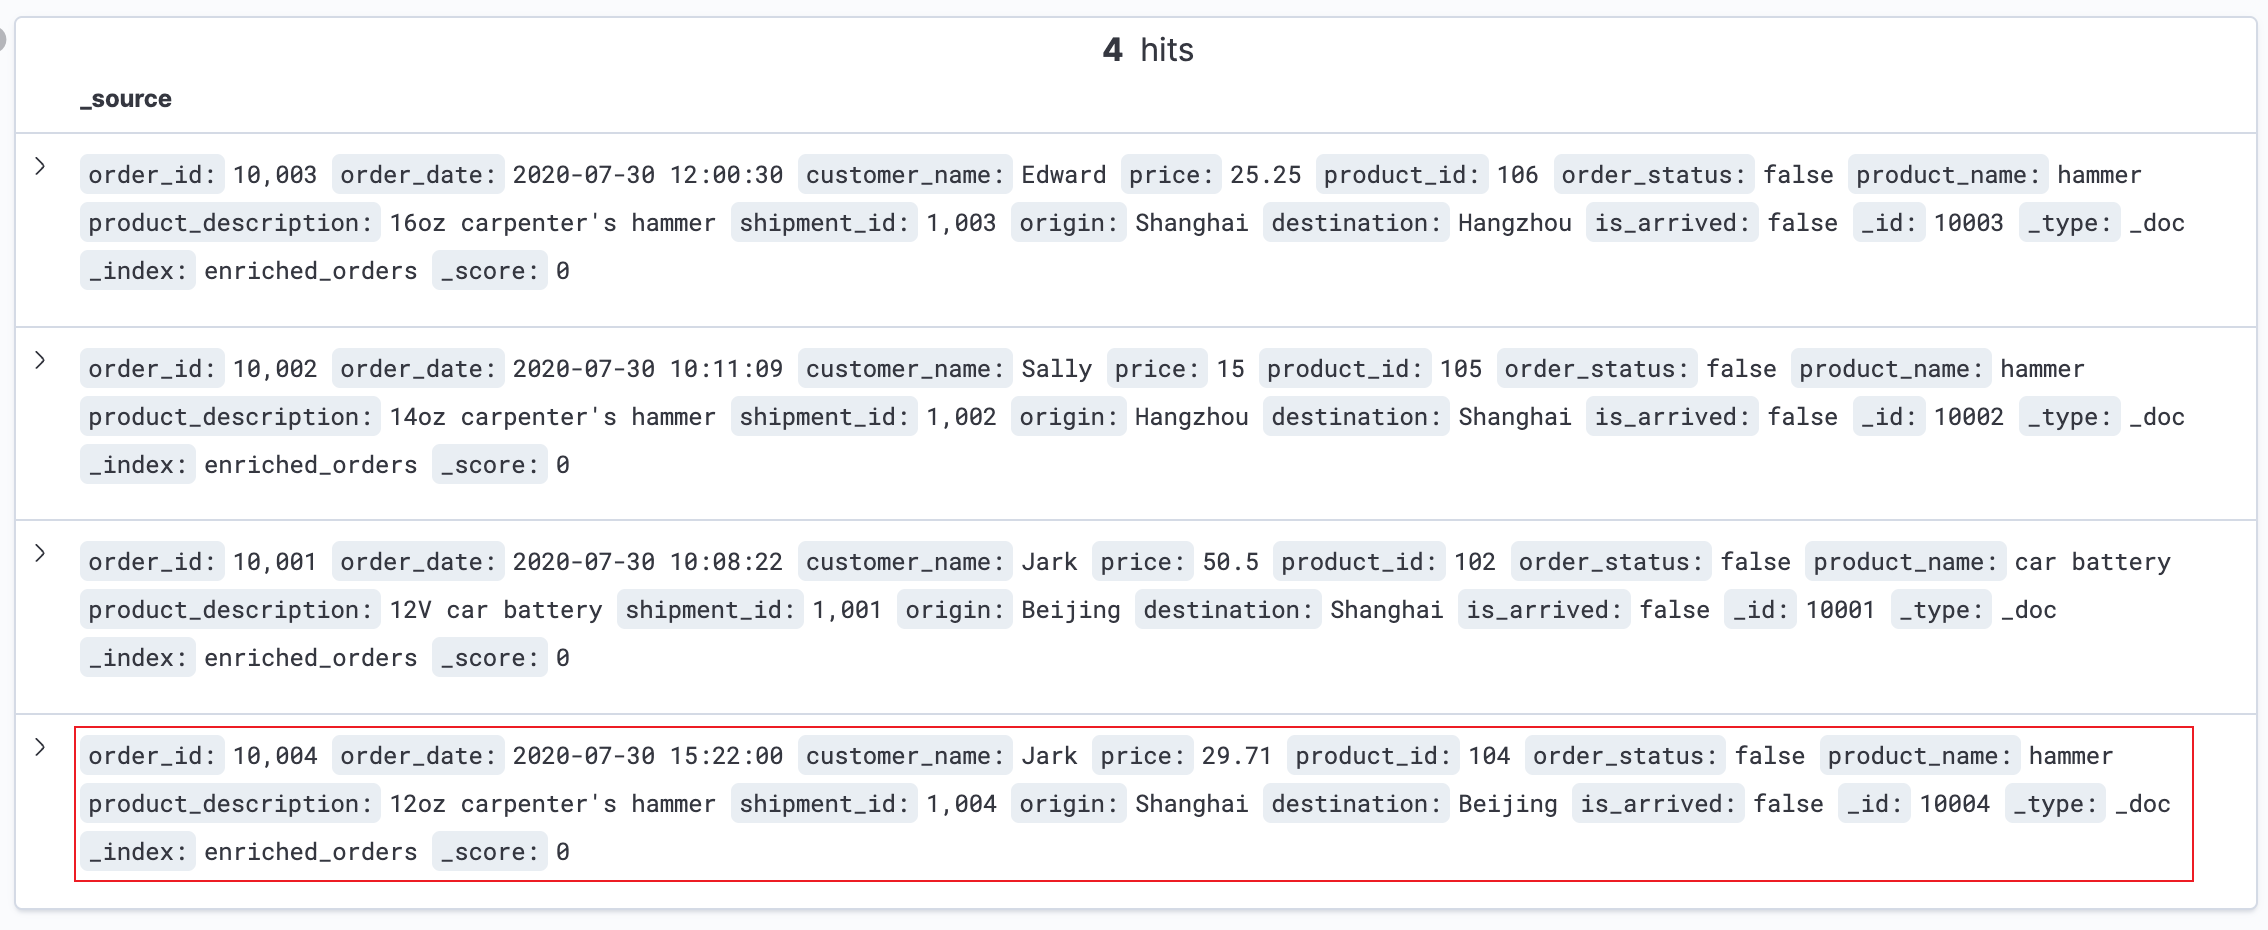 4 hits
_source
order_id: 10,003 order_date: 2020-07-30 12:00:30 customer_name: Edward price: 25.25 product_id: 106 order_status: false product_name: hammer
product_description: 16oz carpenter's hammer shipment_id: 1,003 origin: Shanghai destination: Hangzhou is_arrived: false _id: 10003 _type: _doc
_index: enriched_orders _score: 0
order_id: 10,002 order_date: 2020-07-30 10:11:09 customer_name: Sally price: 15 product_id: 105 order_status: false product_name: hammer
product_description: 14oz carpenter's hammer shipment_id: 1,002 origin: Hangzhou destination: Shanghai is_arrived: false _id: 10002 _type: _doc
_index: enriched_orders _score: 0
order_id: 10,001 order_date: 2020-07-30 10:08:22 customer_name: Jark price: 50.5 product_id: 102 order_status: false product_name: car battery
product_description: 12V car battery shipment_id: 1,001 origin: Beijing destination: Shanghai is_arrived: false _id: 10001 _type: _doc
_index: enriched_orders _score: 0
order_id: 10,004 order_date: 2020-07-30 15:22:00 customer_name: Jark price: 29.71 product_id: 104 order_status: false product_name: hammer
product_description: 12oz carpenter's hammer shipment_id: 1,004 origin: Shanghai destination: Beijing is_arrived: false _id: 10004 _type: _doc
_index: enriched_orders _score: 0